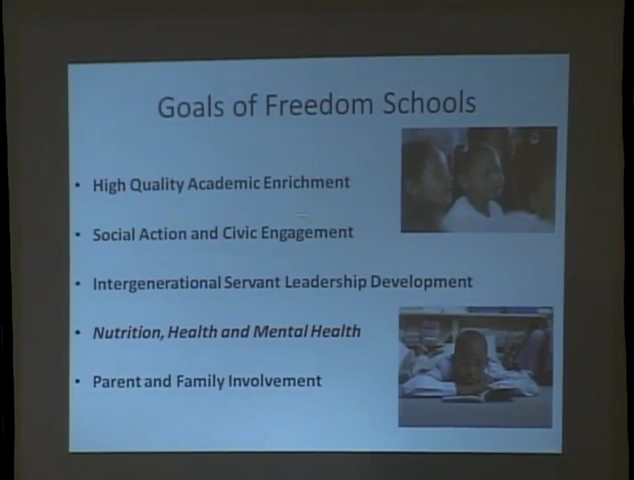 Goals of Freedom Schools
• High Quality Academic Enrichment
• Social Action and Civic Engagement
• Intergenerational Servant Leadership Development
• Nutrition, Health and Mental Health
• Parent and Family Involvement